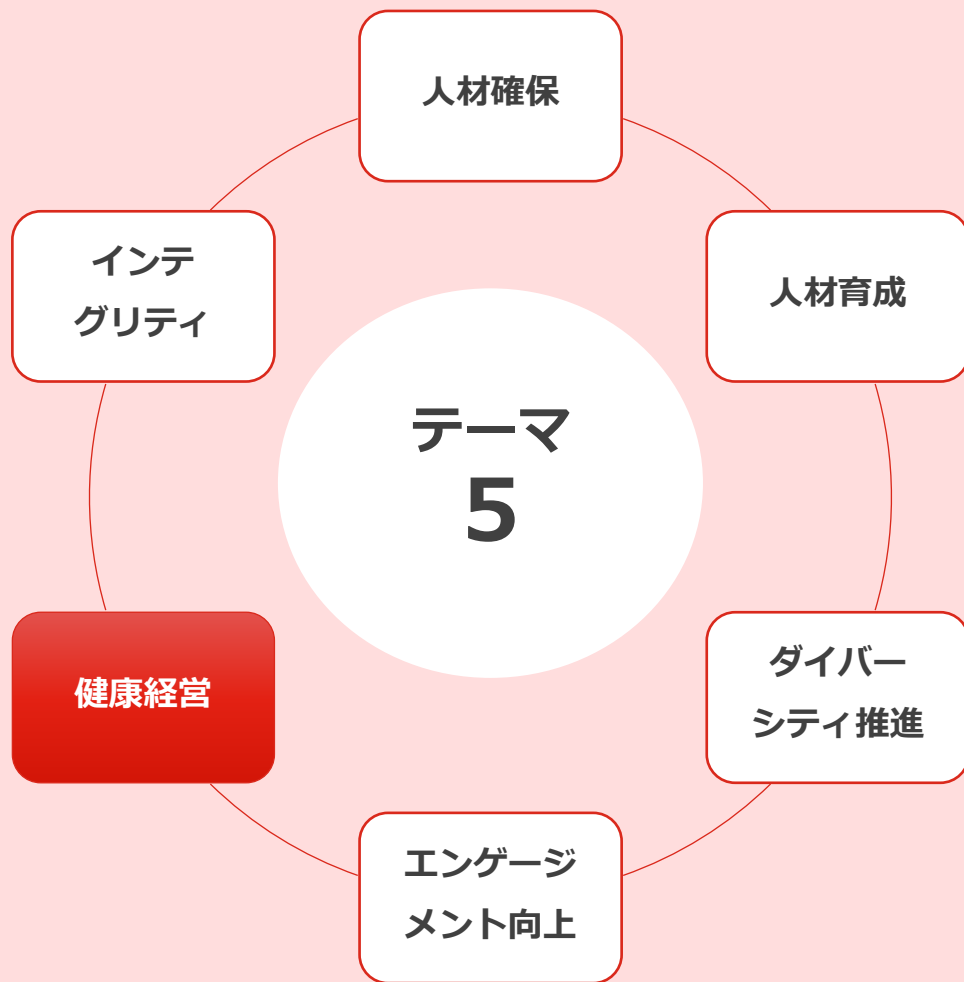 人材確保
インテ
グリティ
人材育成
テーマ
5
健康経営
ダイバー
シティ推進
エンゲージ
メント向上